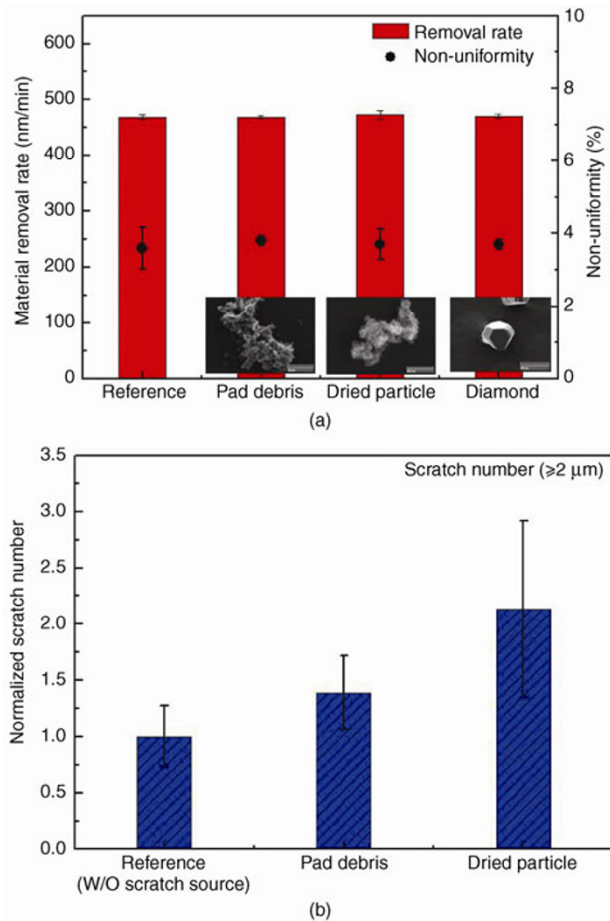 600
500
400
300
200
100
0
Material removal rate (nm/min)
Removal rate
Non-uniformity
10
8
6
4
2
0
Non-uniformity (%)
Reference
Pad debris
Dried particle
Diamond
(a)
3.5
3.0
2.5
2.0
1.5
1.0
0.5
0.0
Normalized scratch number
Scratch number (⩾2 μm)
Reference
(W/O scratch source)
Pad debris
Dried particle
(b)